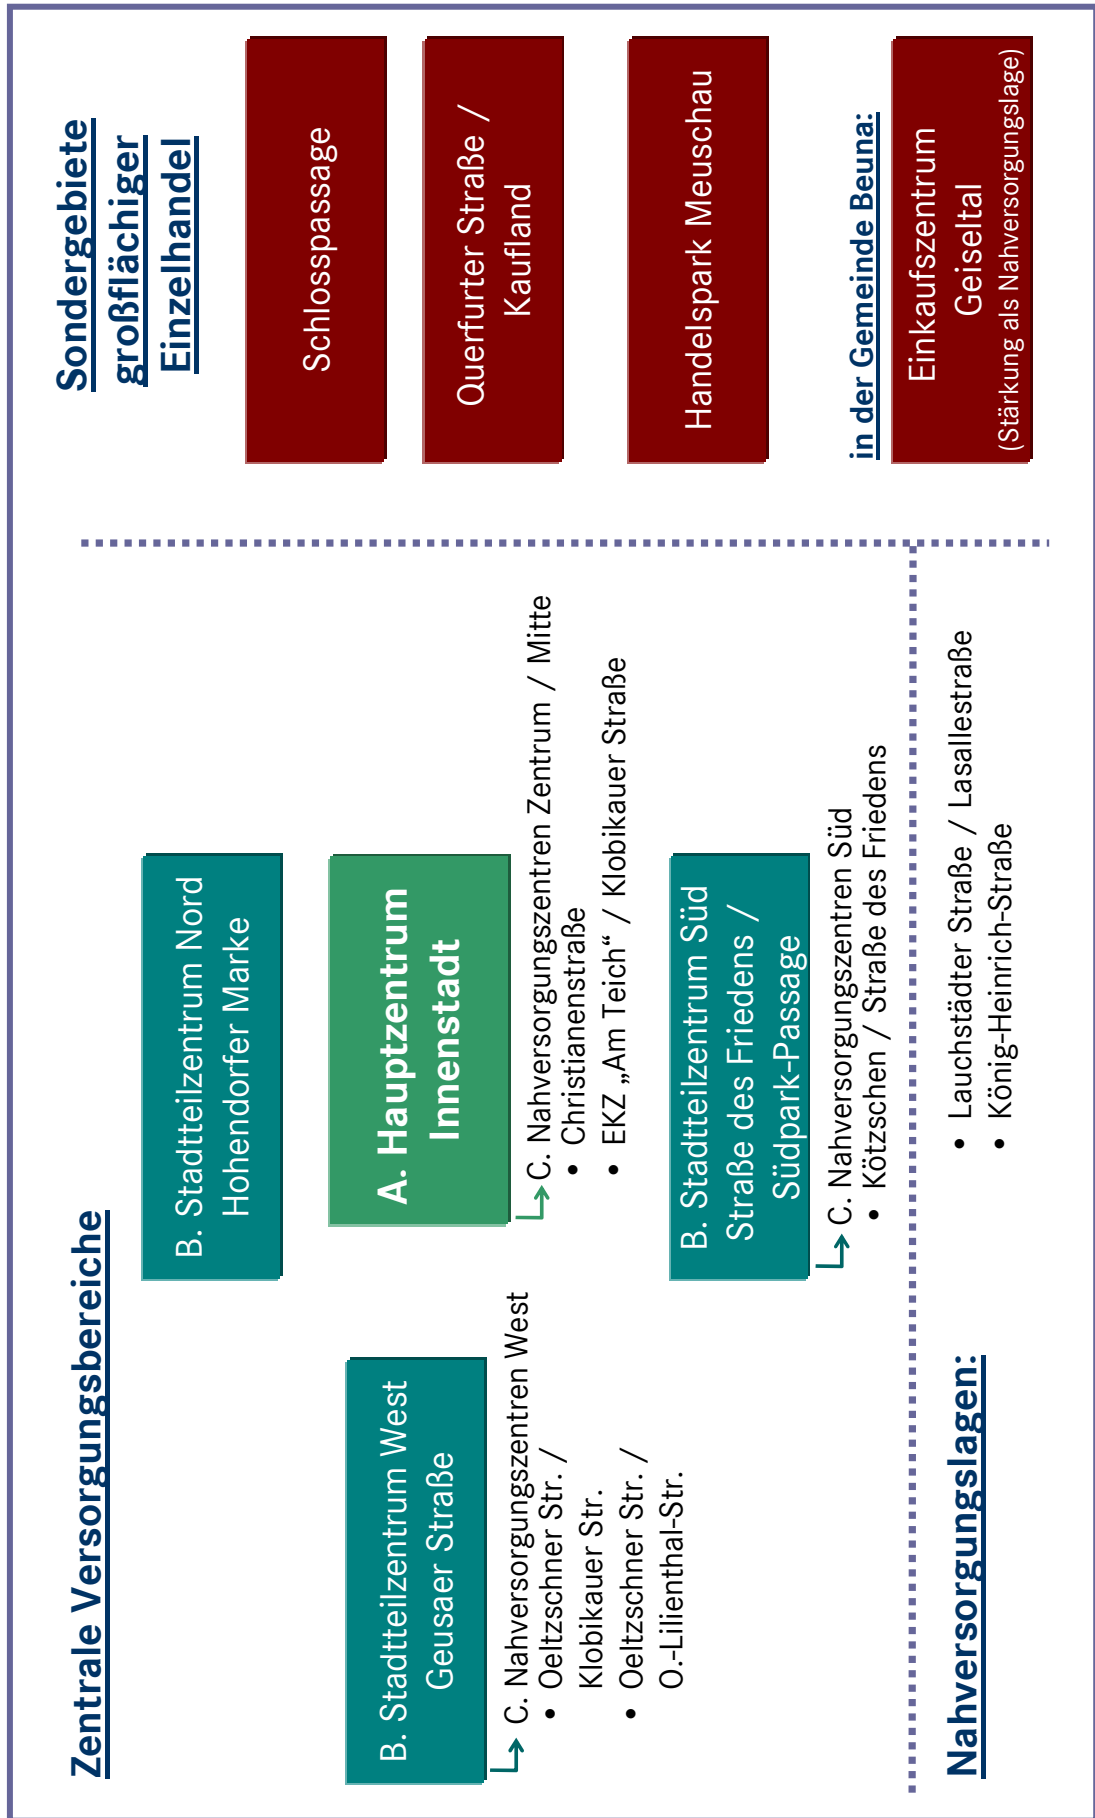 Zentrale Versorgungsbereiche
B. Stadtteilzentrum Nord
Hohendorfer Marke
B. Stadtteilzentrum West
Geusaer Straße
C. Nahversorgungszentren West
• Oeltzschner Str. /
Klobikauer Str.
• Oeltzschner Str. /
O.-Lilienthal-Str.
A. Hauptzentrum
Innenstadt
C. Nahversorgungszentren Zentrum / Mitte
• Christianenstraße
• EKZ „Am Teich“ / Klobikauer Straße
B. Stadtteilzentrum Süd
Straße des Friedens /
Südpark-Passage
C. Nahversorgungszentren Süd
• Kötzschen / Straße des Friedens
Nahversorgungslagen:
• Lauchstädter Straße / Lasallestraße
• König-Heinrich-Straße
Sondergebiete
großflächiger
Einzelhandel
Schlosspassage
Querfurter Straße /
Kaufland
Handelspark Meuschau
in der Gemeinde Beuna:
Einkaufszentrum
Geiseltal
(Stärkung als Nahversorgungslage)